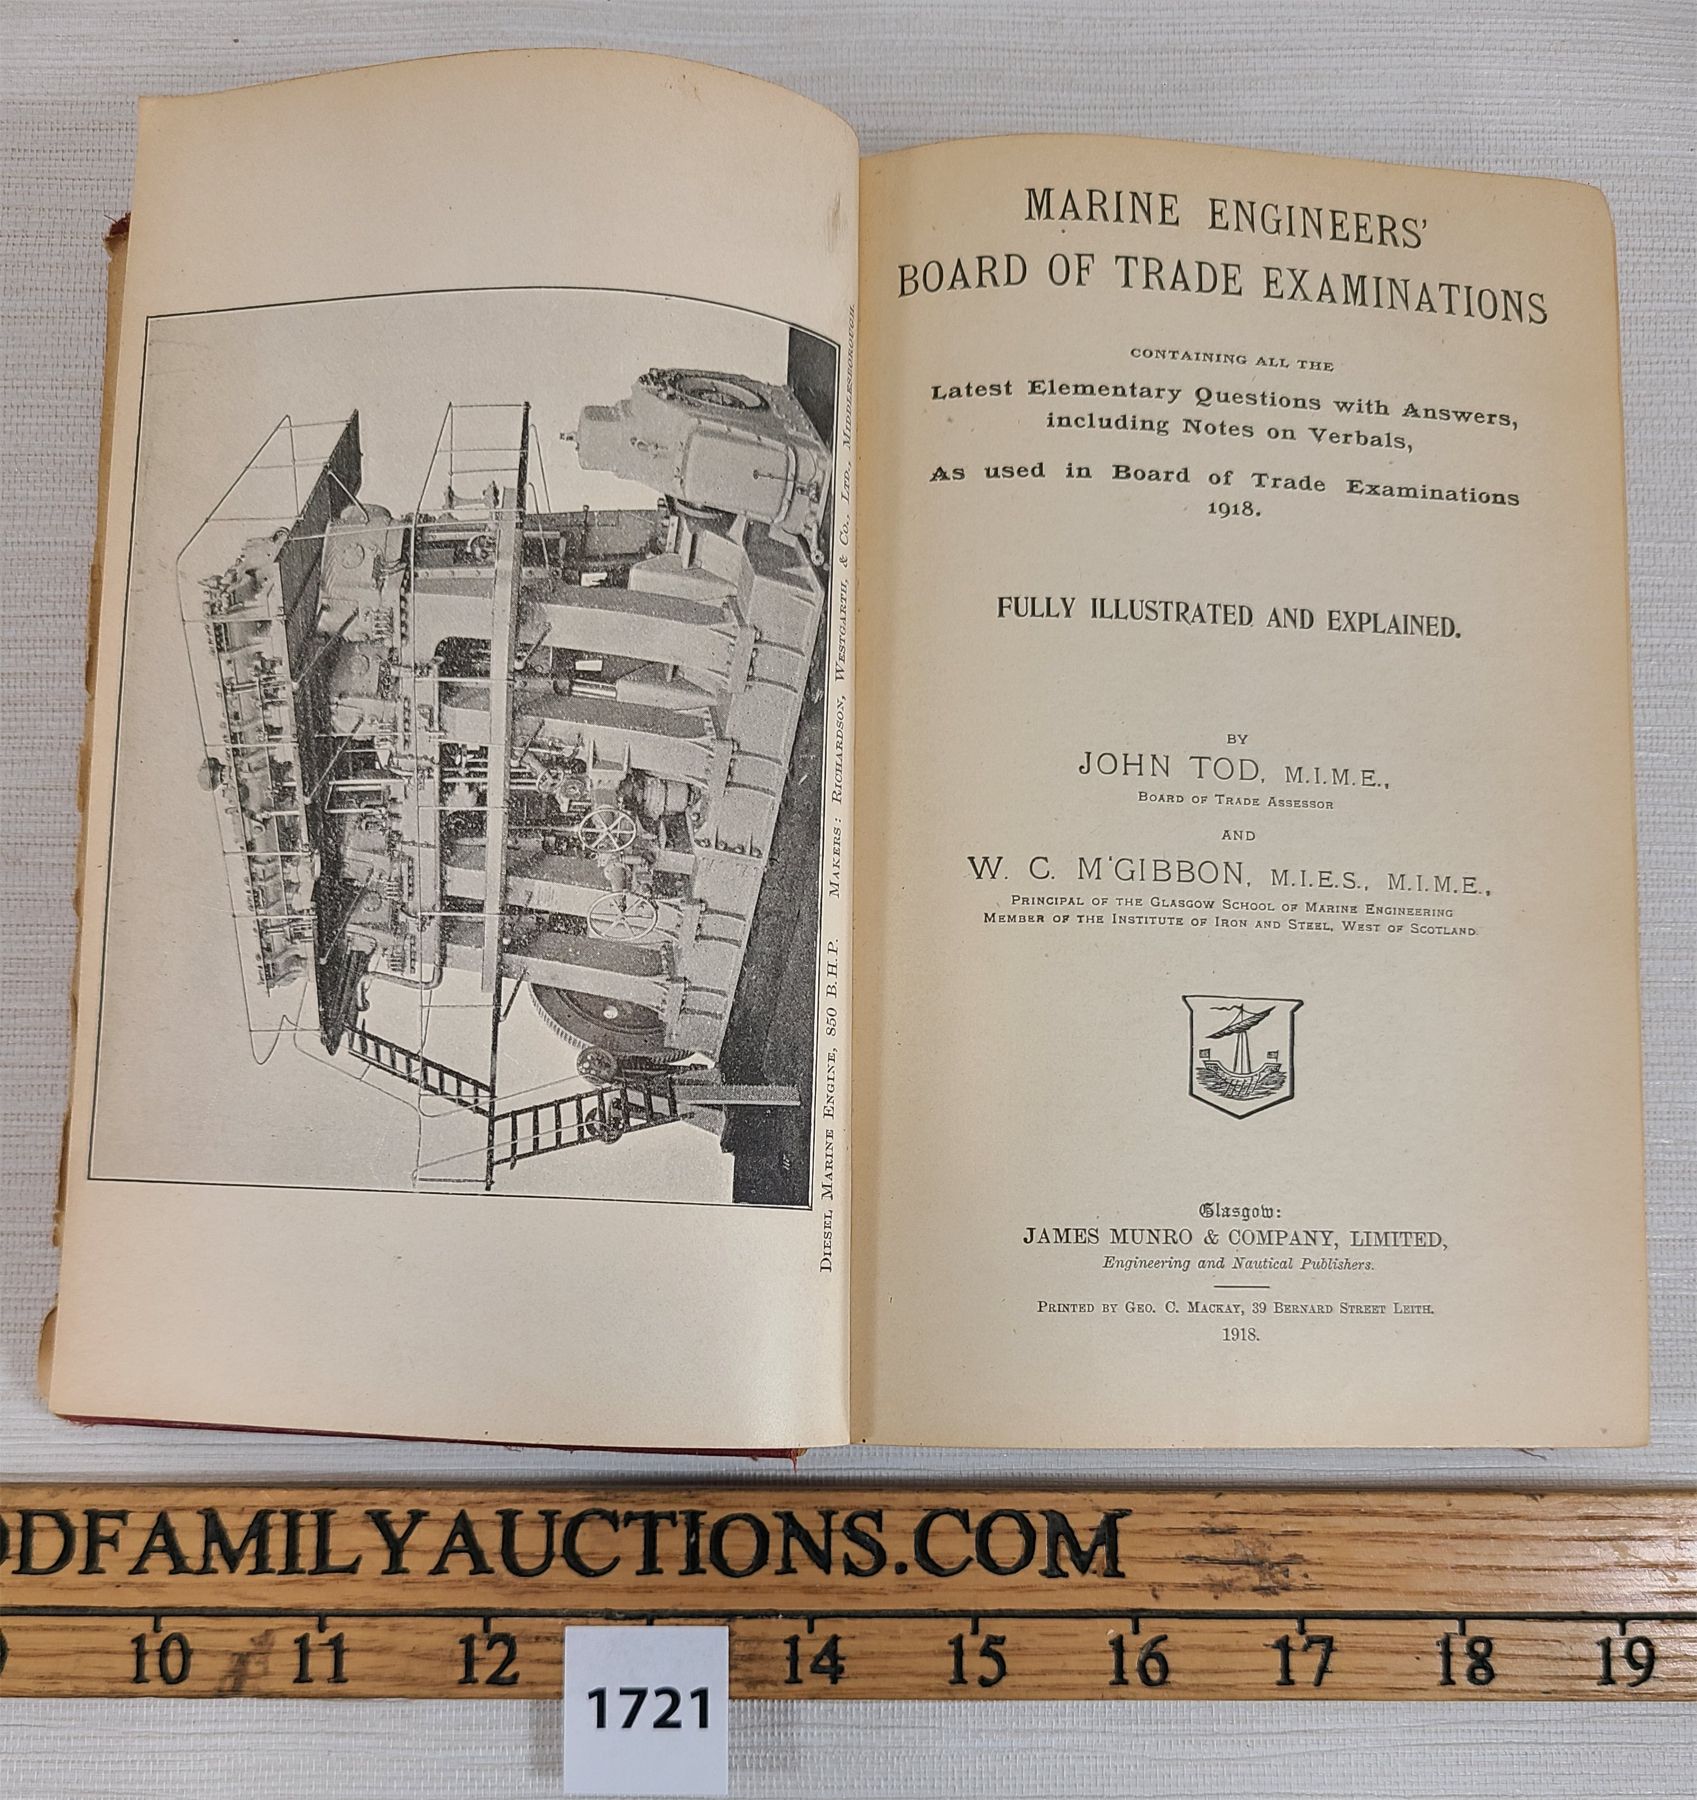 DIESEL MARINE ENGINE, 850 B.H.P. MAKERS: RICHARDSON, WESTGARTH, & CO., LTD., MIDDLESBOROUGH.
MARINE ENGINEERS'
BOARD OF TRADE EXAMINATIONS
CONTAINING ALL THE
Latest Elementary Questions with Answers,
including Notes on Verbals,
As used in Board of Trade Examinations
1918.
FULLY ILLUSTRATED AND EXPLAINED.
BY
JOHN TOD, M.I.M.E.,
BOARD OF TRADE ASSESSOR
AND
W. C. M'GIBBON, M.I.E.S., M.I.M.E.,
PRINCIPAL OF THE GLASGOW SCHOOL OF MARINE ENGINEERING
MEMBER OF THE INSTITUTE OF IRON AND STEEL, WEST OF SCOTLAND
Glasgow:
JAMES MUNRO & COMPANY, LIMITED,
Engineering and Nautical Publishers.
PRINTED BY GEO. C. MACKAY, 39 BERNARD STREET LEITH.
1918.
ODFAMILYAUCTIONS.COM
9 10 11 12 14 15 16 17 18 19
1721